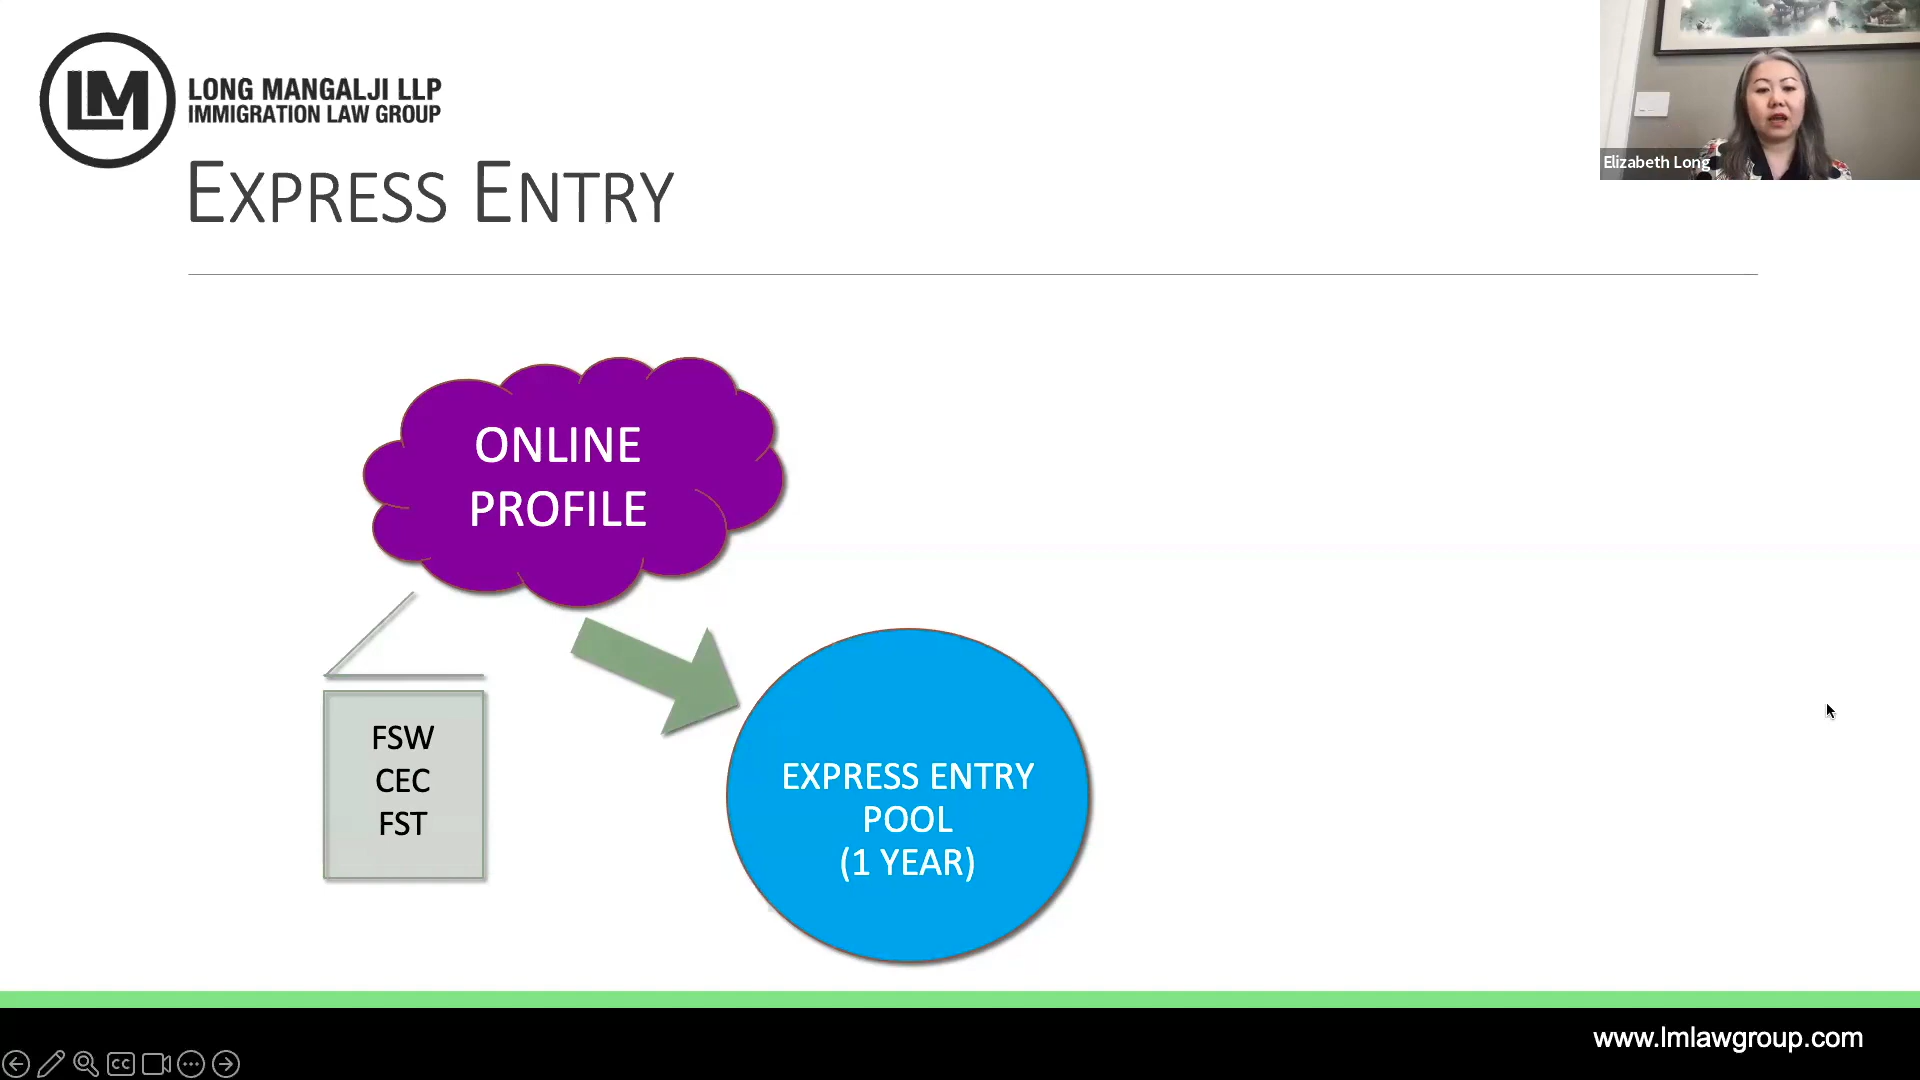 LM
LONG MANGALJI LLP
IMMIGRATION LAW GROUP
EXPRESS ENTRY
Elizabeth Long
ONLINE
PROFILE
FSW
CEC
FST
EXPRESS ENTRY
POOL
(1 YEAR)
www.lmlawgroup.com
CC